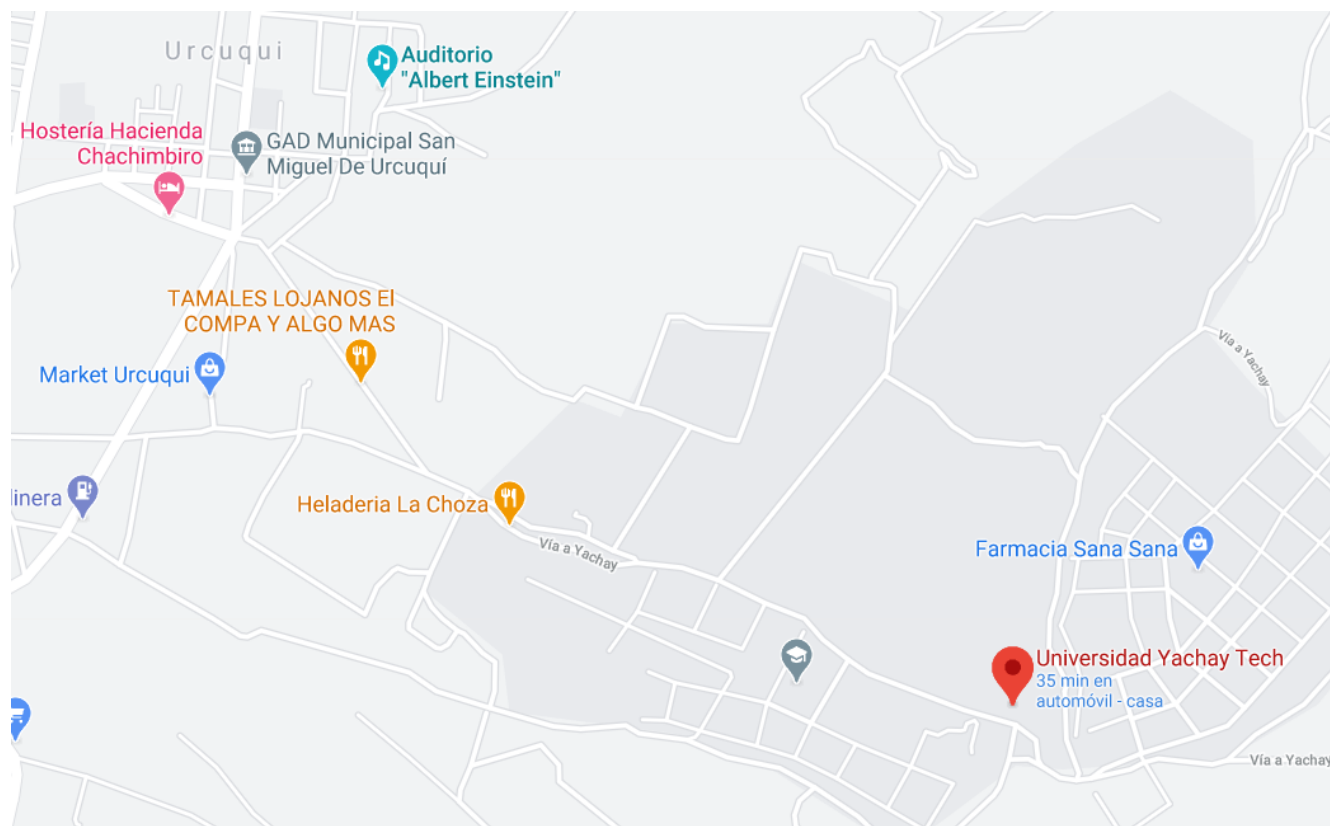 Urcuqui
Auditorio
"Albert Einstein"
Hostería Hacienda
Chachimbiro
GAD Municipal San
Miguel De Urcuquí
TAMALES LOJANOS El
COMPA Y ALGO MAS
Vía a Yachay
Market Urcuqui
linera
Heladeria La Choza
Vía a Yachay
Farmacia Sana Sana
Universidad Yachay Tech
35 min en
automóvil - casa
Vía a Yachay